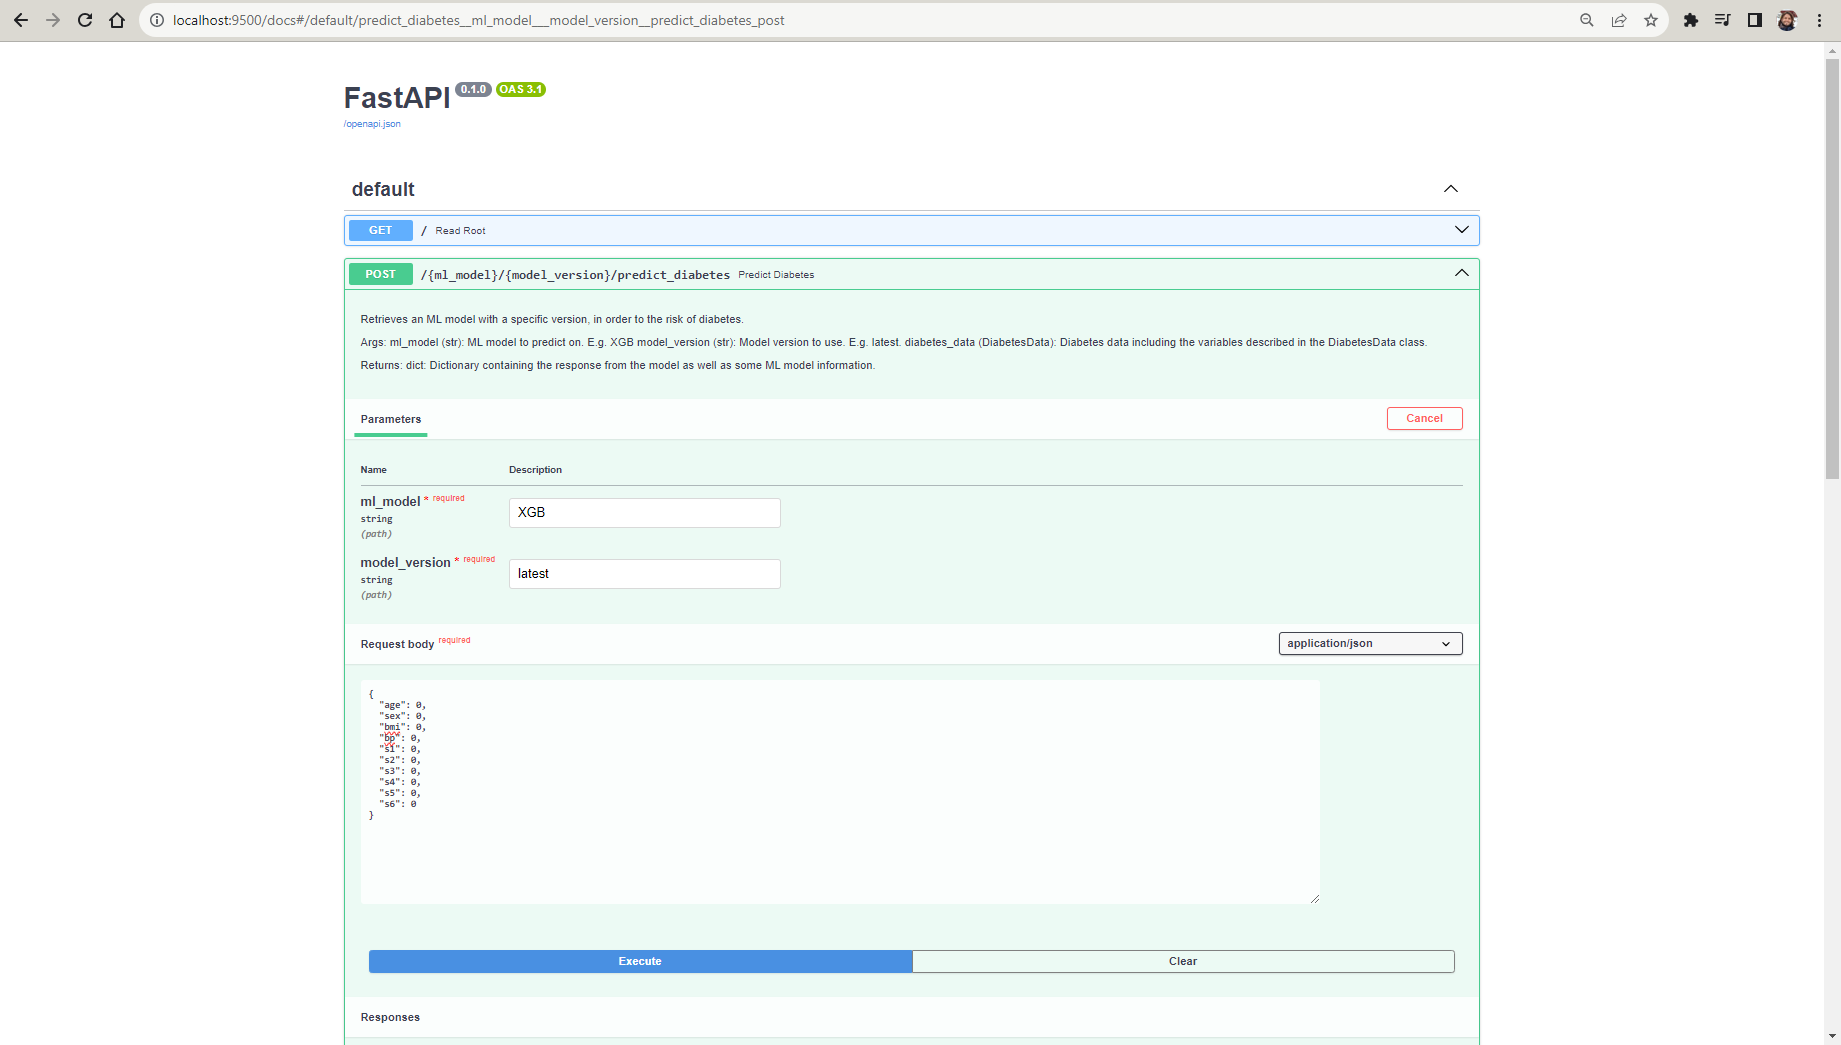 localhost:9500/docs#/default/predict_diabetes__ml_model___model_version__predict_diabetes_post
FastAPI 0.1.0 OAS 3.1
/openapi.json
default
GET / Read Root
POST /{ml_model}/{model_version}/predict_diabetes Predict Diabetes
Retrieves an ML model with a specific version, in order to the risk of diabetes.
Args: ml_model (str): ML model to predict on. E.g. XGB model_version (str): Model version to use. E.g. latest. diabetes_data (DiabetesData): Diabetes data including the variables described in the DiabetesData class.
Returns: dict: Dictionary containing the response from the model as well as some ML model information.
Parameters Cancel
Name Description
ml_model * required
string
(path)
XGB
model_version * required
string
(path)
latest
Request body required application/json
{
"age": 0,
"sex": 0,
"bmi": 0,
"bp": 0,
"s1": 0,
"s2": 0,
"s3": 0,
"s4": 0,
"s5": 0,
"s6": 0
}
Execute Clear
Responses